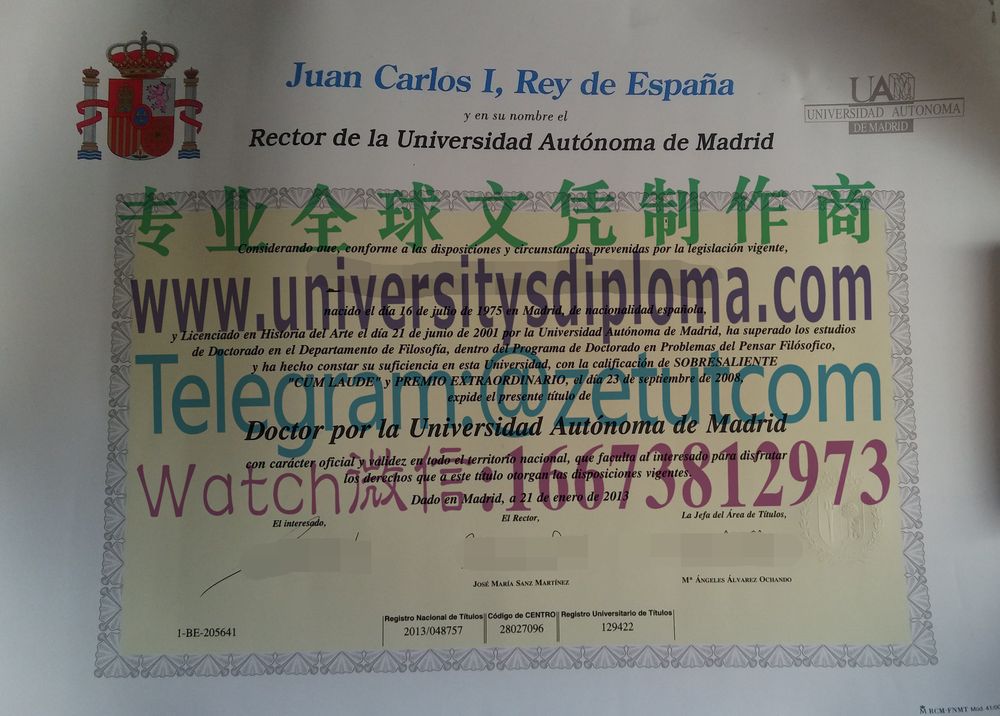 Juan Carlos I, Rey de España
UAM
UNIVERSIDAD AUTONOMA
DE MADRID
y en su nombre el
Rector de la Universidad Autónoma de Madrid
专业全球文凭制作商
Considerando que, conforme a las disposiciones y circunstancias prevenidas por la legislación vigente,
www.universitysdiploma.com
nacido el día 16 de julio de 1975 en Madrid, de nacionalidad española,
y Licenciado en Historia del Arte el día 21 de junio de 2001 por la Universidad Autónoma de Madrid, ha superado los estudios
de Doctorado en el Departamento de Filosofía, dentro del Programa de Doctorado en Problemas del Pensar Filósofico,
y ha hecho constar su suficiencia en esta Universidad, con la calificación de SOBRESALIENTE
Telegram:@zetutcom
"CUM LAUDE" y PREMIO EXTRAORDINARIO, el día 23 de septiembre de 2008,
expide el presente título de
Doctor por la Universidad Autónoma de Madrid
con carácter oficial y validez en todo el territorio nacional, que faculta al interesado para disfrutar
Watch微信:16673812973
los derechos que a este título otorgan las disposiciones vigentes.
Dado en Madrid, a 21 de enero de 2013
El interesado,
El Rector,
La Jefa del Área de Títulos,
JOSÉ MARÍA SANZ MARTÍNEZ
Mª ÁNGELES ÁLVAREZ OCHANDO
1-BE-205641
Registro Nacional de Títulos Código de CENTRO Registro Universitario de Títulos
2013/048757 28027096 129422
RCM-FNMT